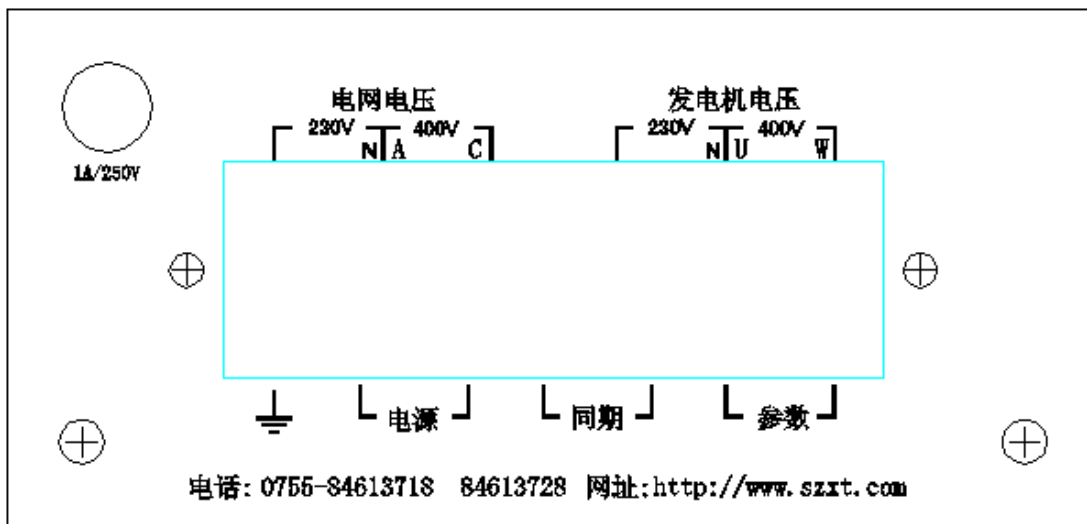 电网电压 发电机电压
230V 400V 230V 400V
N A C N U W
1A/250V
电源 同期 参数
电话: 0755-84613718 84613728 网址:http://www.szxt.com